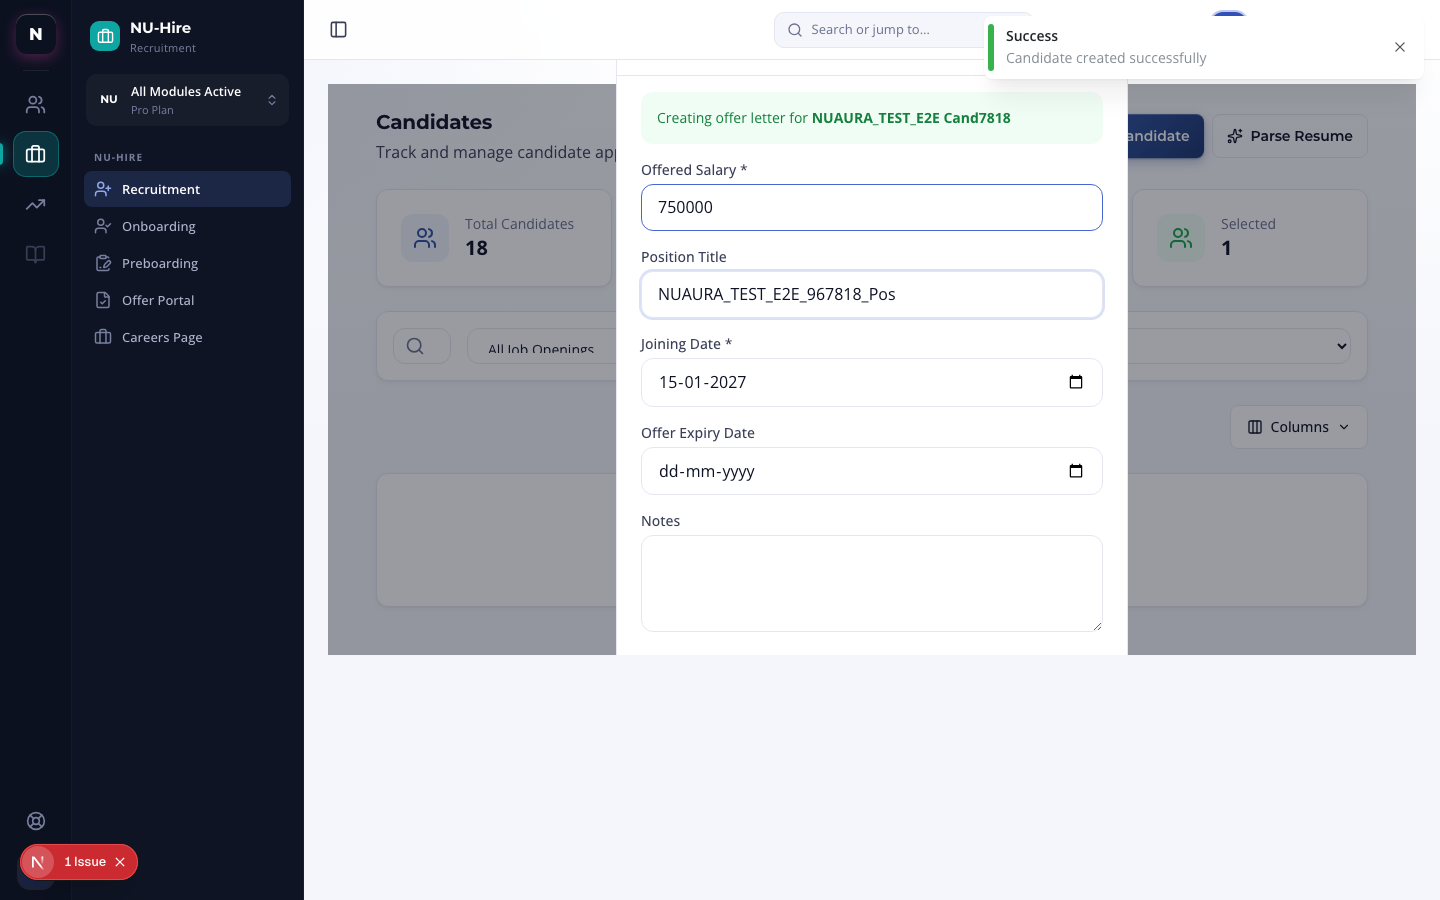 N
NU-Hire
Recruitment
NU
All Modules Active
Pro Plan
NU-HIRE
Recruitment
Onboarding
Preboarding
Offer Portal
Careers Page
N
1 Issue
Search or jump to...
Success
Candidate created successfully
Candidates
Track and manage candidate app
andidate
Parse Resume
Total Candidates
18
Selected
1
All Job Openings
Columns
Creating offer letter for NUAURA_TEST_E2E Cand7818
Offered Salary *
750000
Position Title
NUAURA_TEST_E2E_967818_Pos
Joining Date *
15-01-2027
Offer Expiry Date
dd-mm-yyyy
Notes